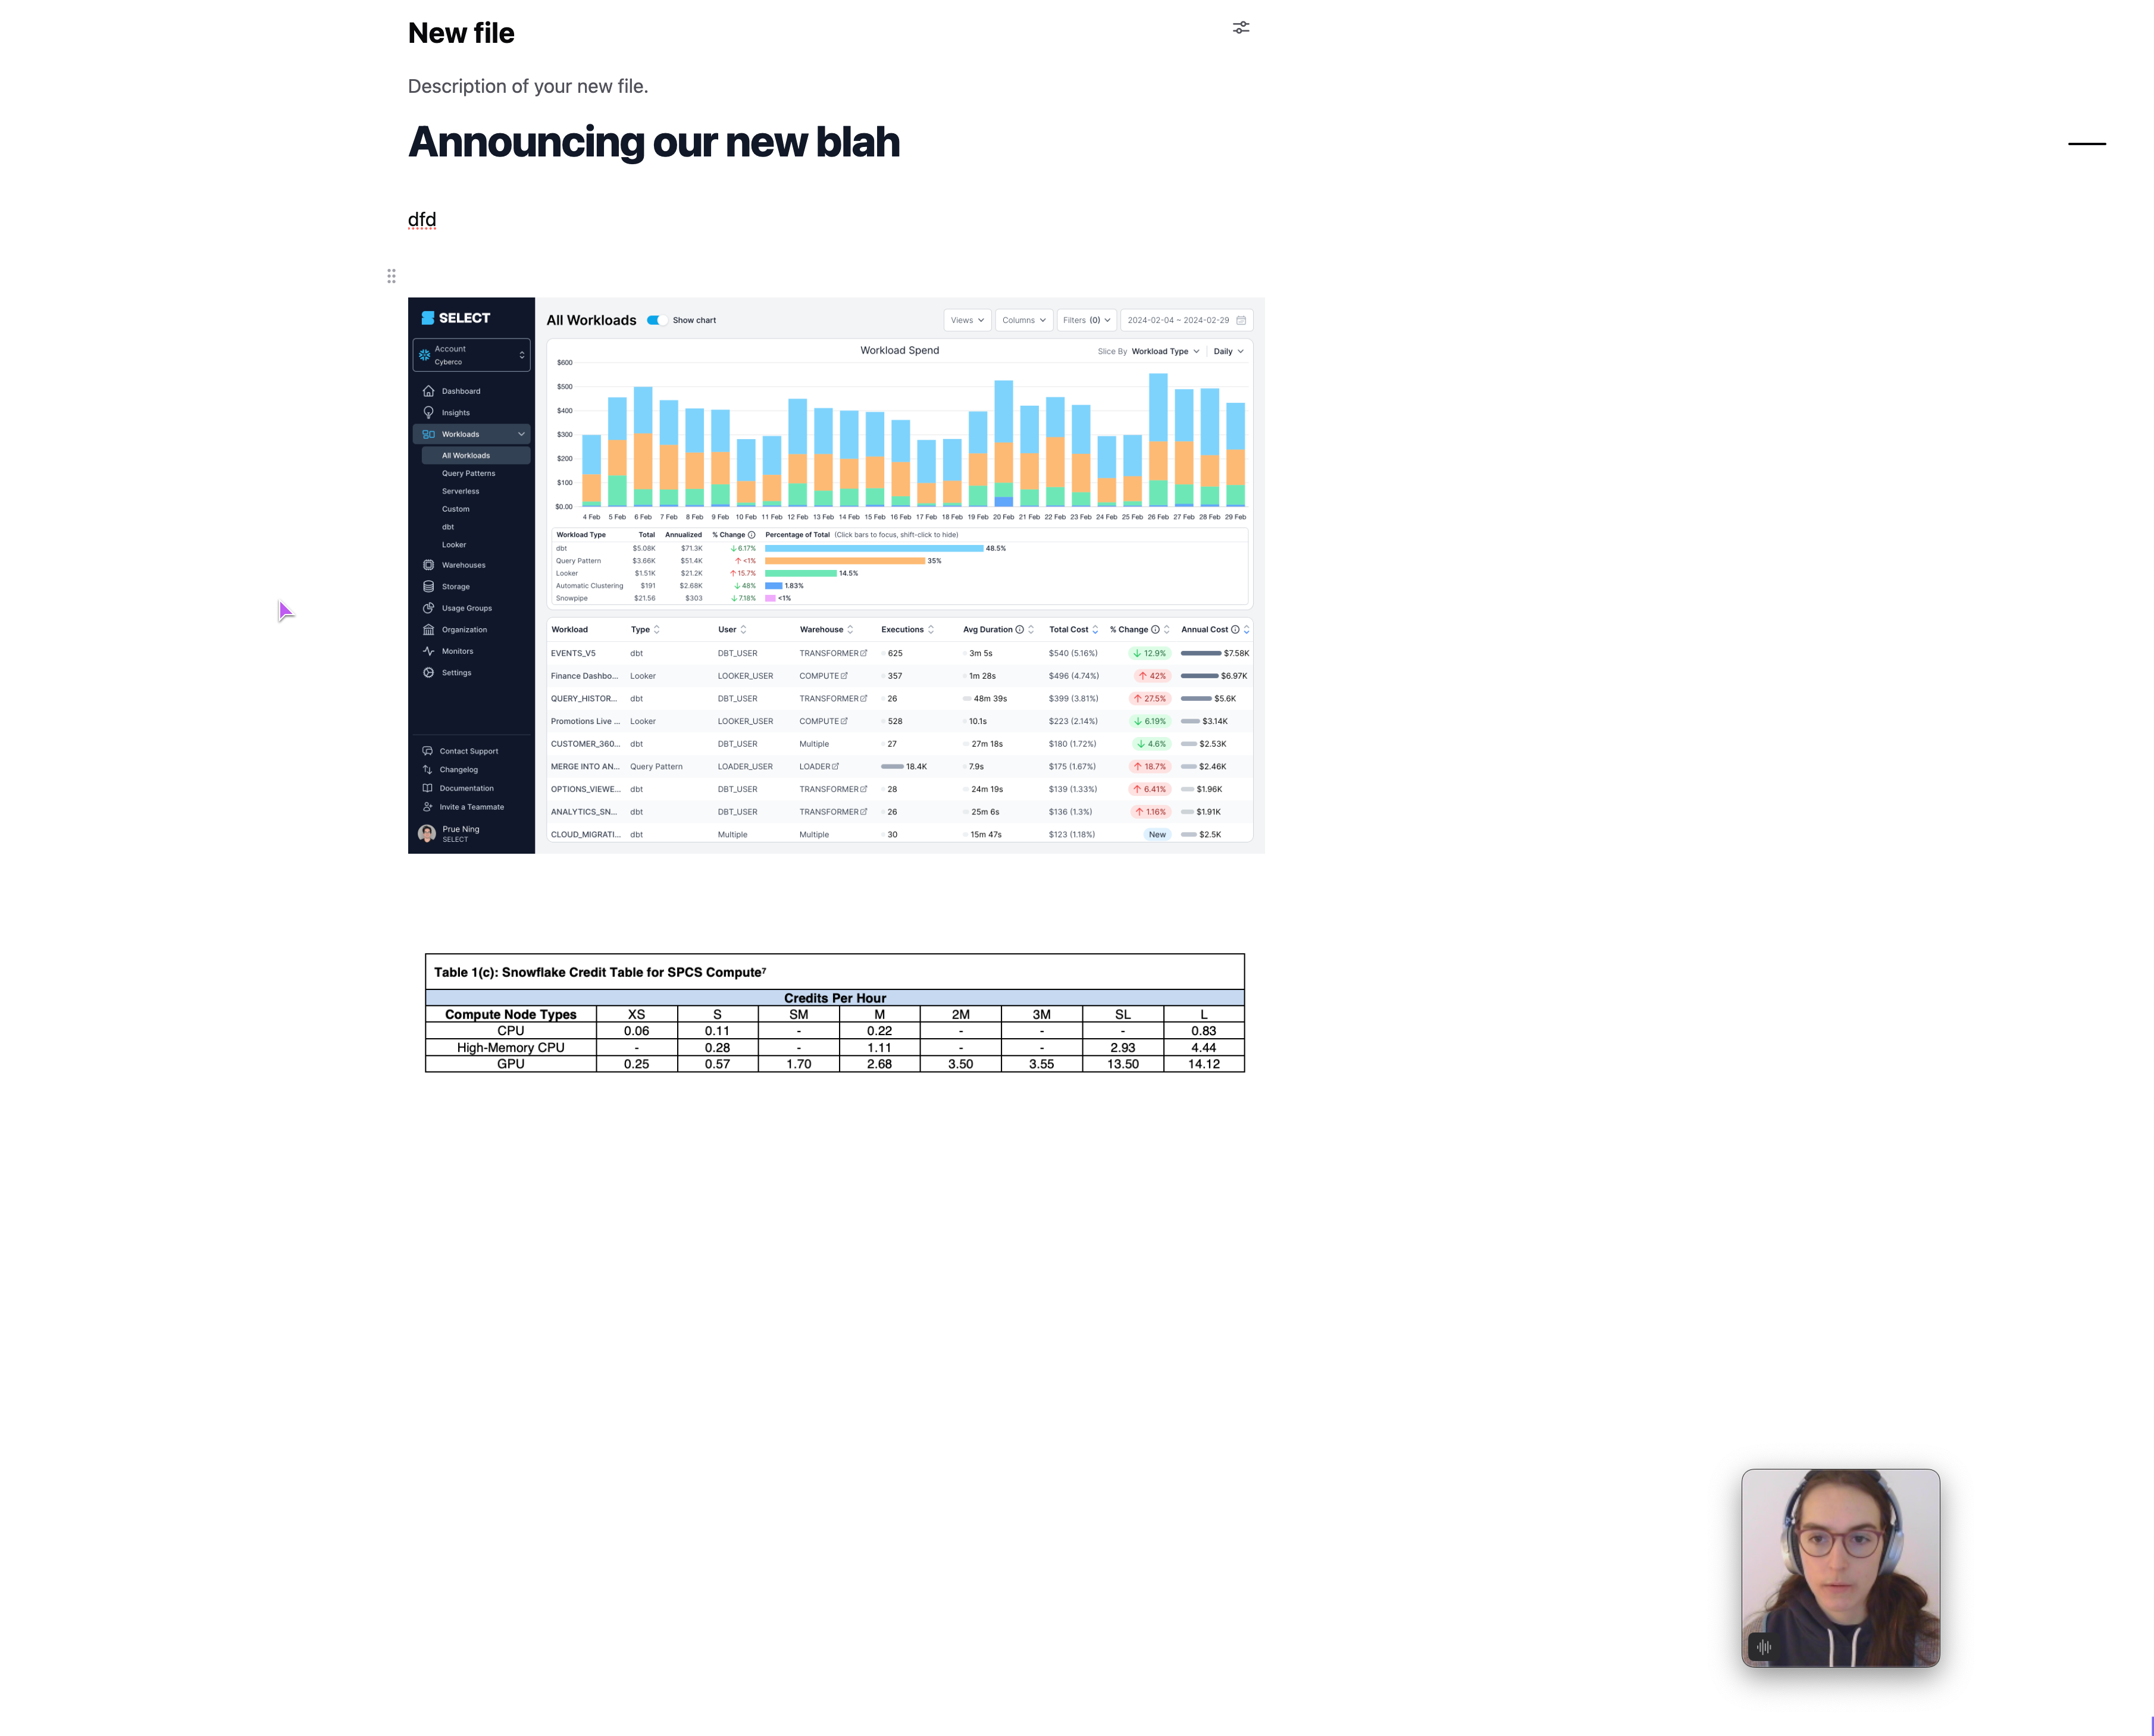 New file
Description of your new file.
Announcing our new blah
dfd
SELECT
Account
Cyberco
Dashboard
Insights
Workloads
All Workloads
Query Patterns
Serverless
Custom
dbt
Looker
Warehouses
Storage
Usage Groups
Organization
Monitors
Settings
Contact Support
Changelog
Documentation
Invite a Teammate
Prue Ning
SELECT
All Workloads Show chart Views Columns Filters (0) 2024-02-04 ~ 2024-02-29
Workload Spend Slice By Workload Type Daily
$600
$500
$400
$300
$200
$100
$0.00
4 Feb 5 Feb 6 Feb 7 Feb 8 Feb 9 Feb 10 Feb 11 Feb 12 Feb 13 Feb 14 Feb 15 Feb 16 Feb 17 Feb 18 Feb 19 Feb 20 Feb 21 Feb 22 Feb 23 Feb 24 Feb 25 Feb 26 Feb 27 Feb 28 Feb 29 Feb
Workload Type Total Annualized % Change Percentage of Total (Click bars to focus, shift-click to hide)
dbt $5.08K $71.3K ↓ 6.17% 48.5%
Query Pattern $3.66K $51.4K ↑ <1% 35%
Looker $1.51K $21.2K ↑ 15.7% 14.5%
Automatic Clustering $191 $2.68K ↓ 48% 1.83%
Snowpipe $21.56 $303 ↓ 7.18% <1%
Workload Type User Warehouse Executions Avg Duration Total Cost % Change Annual Cost
EVENTS_V5 dbt DBT_USER TRANSFORMER 625 3m 5s $540 (5.16%) ↓ 12.9% $7.58K
Finance Dashbo... Looker LOOKER_USER COMPUTE 357 1m 28s $496 (4.74%) ↑ 42% $6.97K
QUERY_HISTOR... dbt DBT_USER TRANSFORMER 26 48m 39s $399 (3.81%) ↑ 27.5% $5.6K
Promotions Live ... Looker LOOKER_USER COMPUTE 528 10.1s $223 (2.14%) ↓ 6.19% $3.14K
CUSTOMER_360... dbt DBT_USER Multiple 27 27m 18s $180 (1.72%) ↓ 4.6% $2.53K
MERGE INTO AN... Query Pattern LOADER_USER LOADER 18.4K 7.9s $175 (1.67%) ↑ 18.7% $2.46K
OPTIONS_VIEWE... dbt DBT_USER TRANSFORMER 28 24m 19s $139 (1.33%) ↑ 6.41% $1.96K
ANALYTICS_SN... dbt DBT_USER TRANSFORMER 26 25m 6s $136 (1.3%) ↑ 1.16% $1.91K
CLOUD_MIGRATI... dbt Multiple Multiple 30 15m 47s $123 (1.18%) New $2.5K
Table 1(c): Snowflake Credit Table for SPCS Compute⁷
Credits Per Hour
Compute Node Types XS S SM M 2M 3M SL L
CPU 0.06 0.11 - 0.22 - - - 0.83
High-Memory CPU - 0.28 - 1.11 - - 2.93 4.44
GPU 0.25 0.57 1.70 2.68 3.50 3.55 13.50 14.12